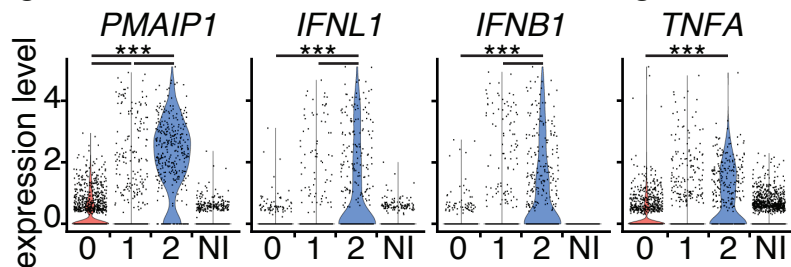 PMAIP1 IFNL1 IFNB1 TNFA
*** *** *** ***
expression level
4
2
0
0 1 2 NI 0 1 2 NI 0 1 2 NI 0 1 2 NI